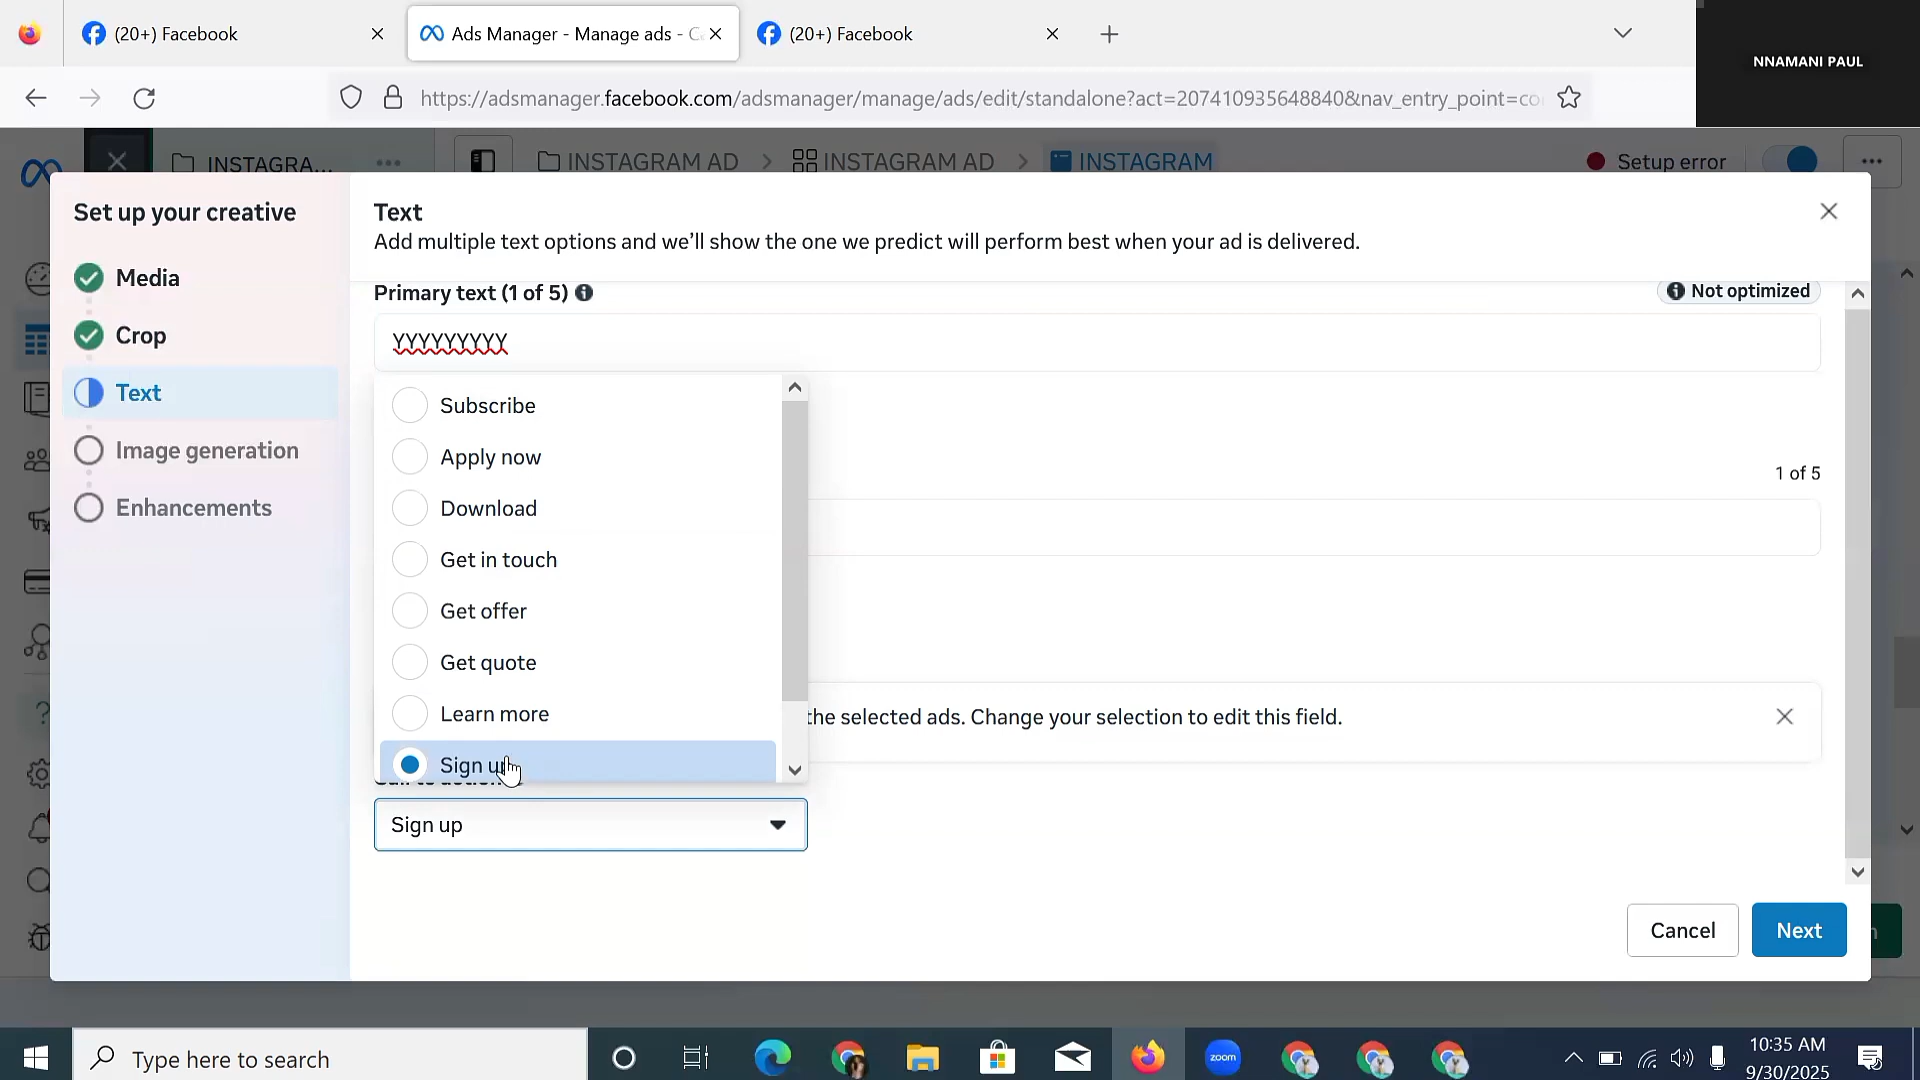 (20+) Facebook
Ads Manager - Manage ads - C
(20+) Facebook
NNAMANI PAUL
https://adsmanager.facebook.com/adsmanager/manage/ads/edit/standalone?act=207410935648840&nav_entry_point=co
INSTAGRA...
INSTAGRAM AD
INSTAGRAM AD
INSTAGRAM
Setup error
Set up your creative
Media
Crop
Text
Image generation
Enhancements
Text
Add multiple text options and we'll show the one we predict will perform best when your ad is delivered.
Primary text (1 of 5)
Not optimized
YYYYYYYYY
Subscribe
Apply now
Download
Get in touch
Get offer
Get quote
Learn more
Sign up
1 of 5
the selected ads. Change your selection to edit this field.
Sign up
Cancel
Next
Type here to search
zoom
10:35 AM
9/30/2025